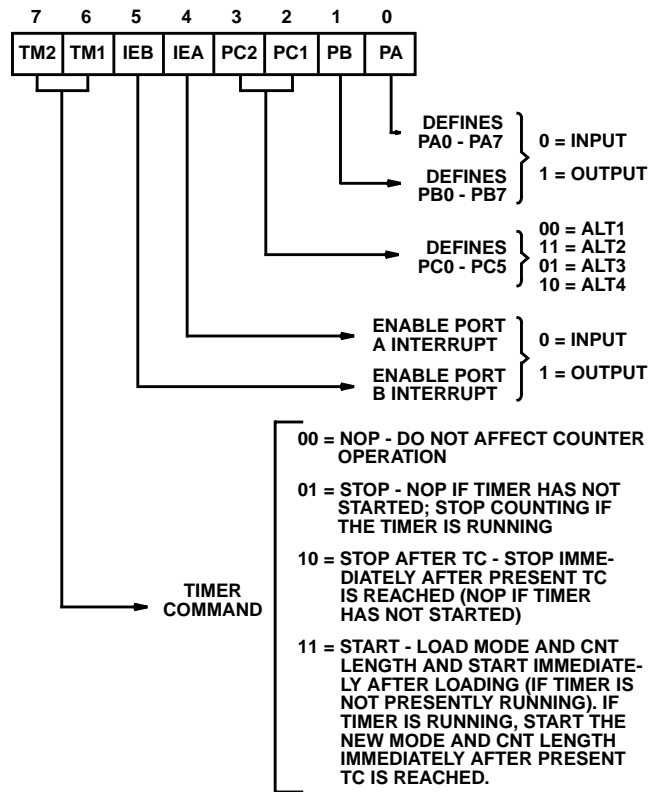 7 6 5 4 3 2 1 0
TM2 TM1 IEB IEA PC2 PC1 PB PA
DEFINES
PA0 - PA7
DEFINES
PB0 - PB7
0 = INPUT
1 = OUTPUT
DEFINES
PC0 - PC5
00 = ALT1
11 = ALT2
01 = ALT3
10 = ALT4
ENABLE PORT
A INTERRUPT
ENABLE PORT
B INTERRUPT
0 = INPUT
1 = OUTPUT
TIMER
COMMAND
00 = NOP - DO NOT AFFECT COUNTER
OPERATION
01 = STOP - NOP IF TIMER HAS NOT
STARTED; STOP COUNTING IF
THE TIMER IS RUNNING
10 = STOP AFTER TC - STOP IMME-
DIATELY AFTER PRESENT TC
IS REACHED (NOP IF TIMER
HAS NOT STARTED)
11 = START - LOAD MODE AND CNT
LENGTH AND START IMMEDIATE-
LY AFTER LOADING (IF TIMER IS
NOT PRESENTLY RUNNING). IF
TIMER IS RUNNING, START THE
NEW MODE AND CNT LENGTH
IMMEDIATELY AFTER PRESENT
TC IS REACHED.